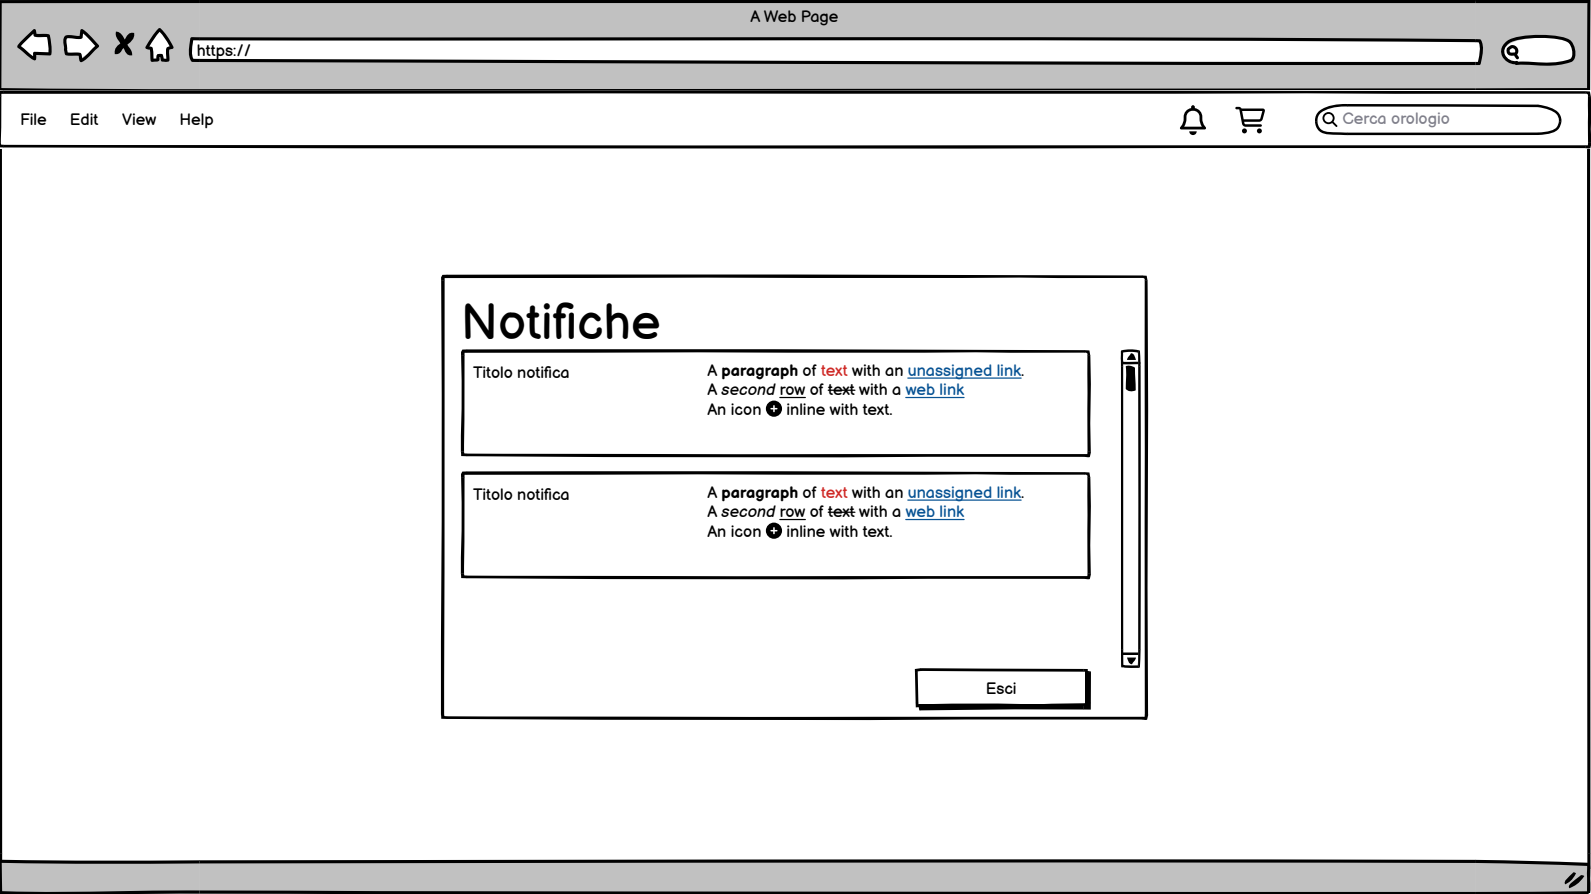 A Web Page
https://
File Edit View Help
Cerca orologio
Notifiche
Titolo notifica
A paragraph of text with an unassigned link.
A second row of text with a web link
An icon inline with text.
Titolo notifica
A paragraph of text with an unassigned link.
A second row of text with a web link
An icon inline with text.
Esci